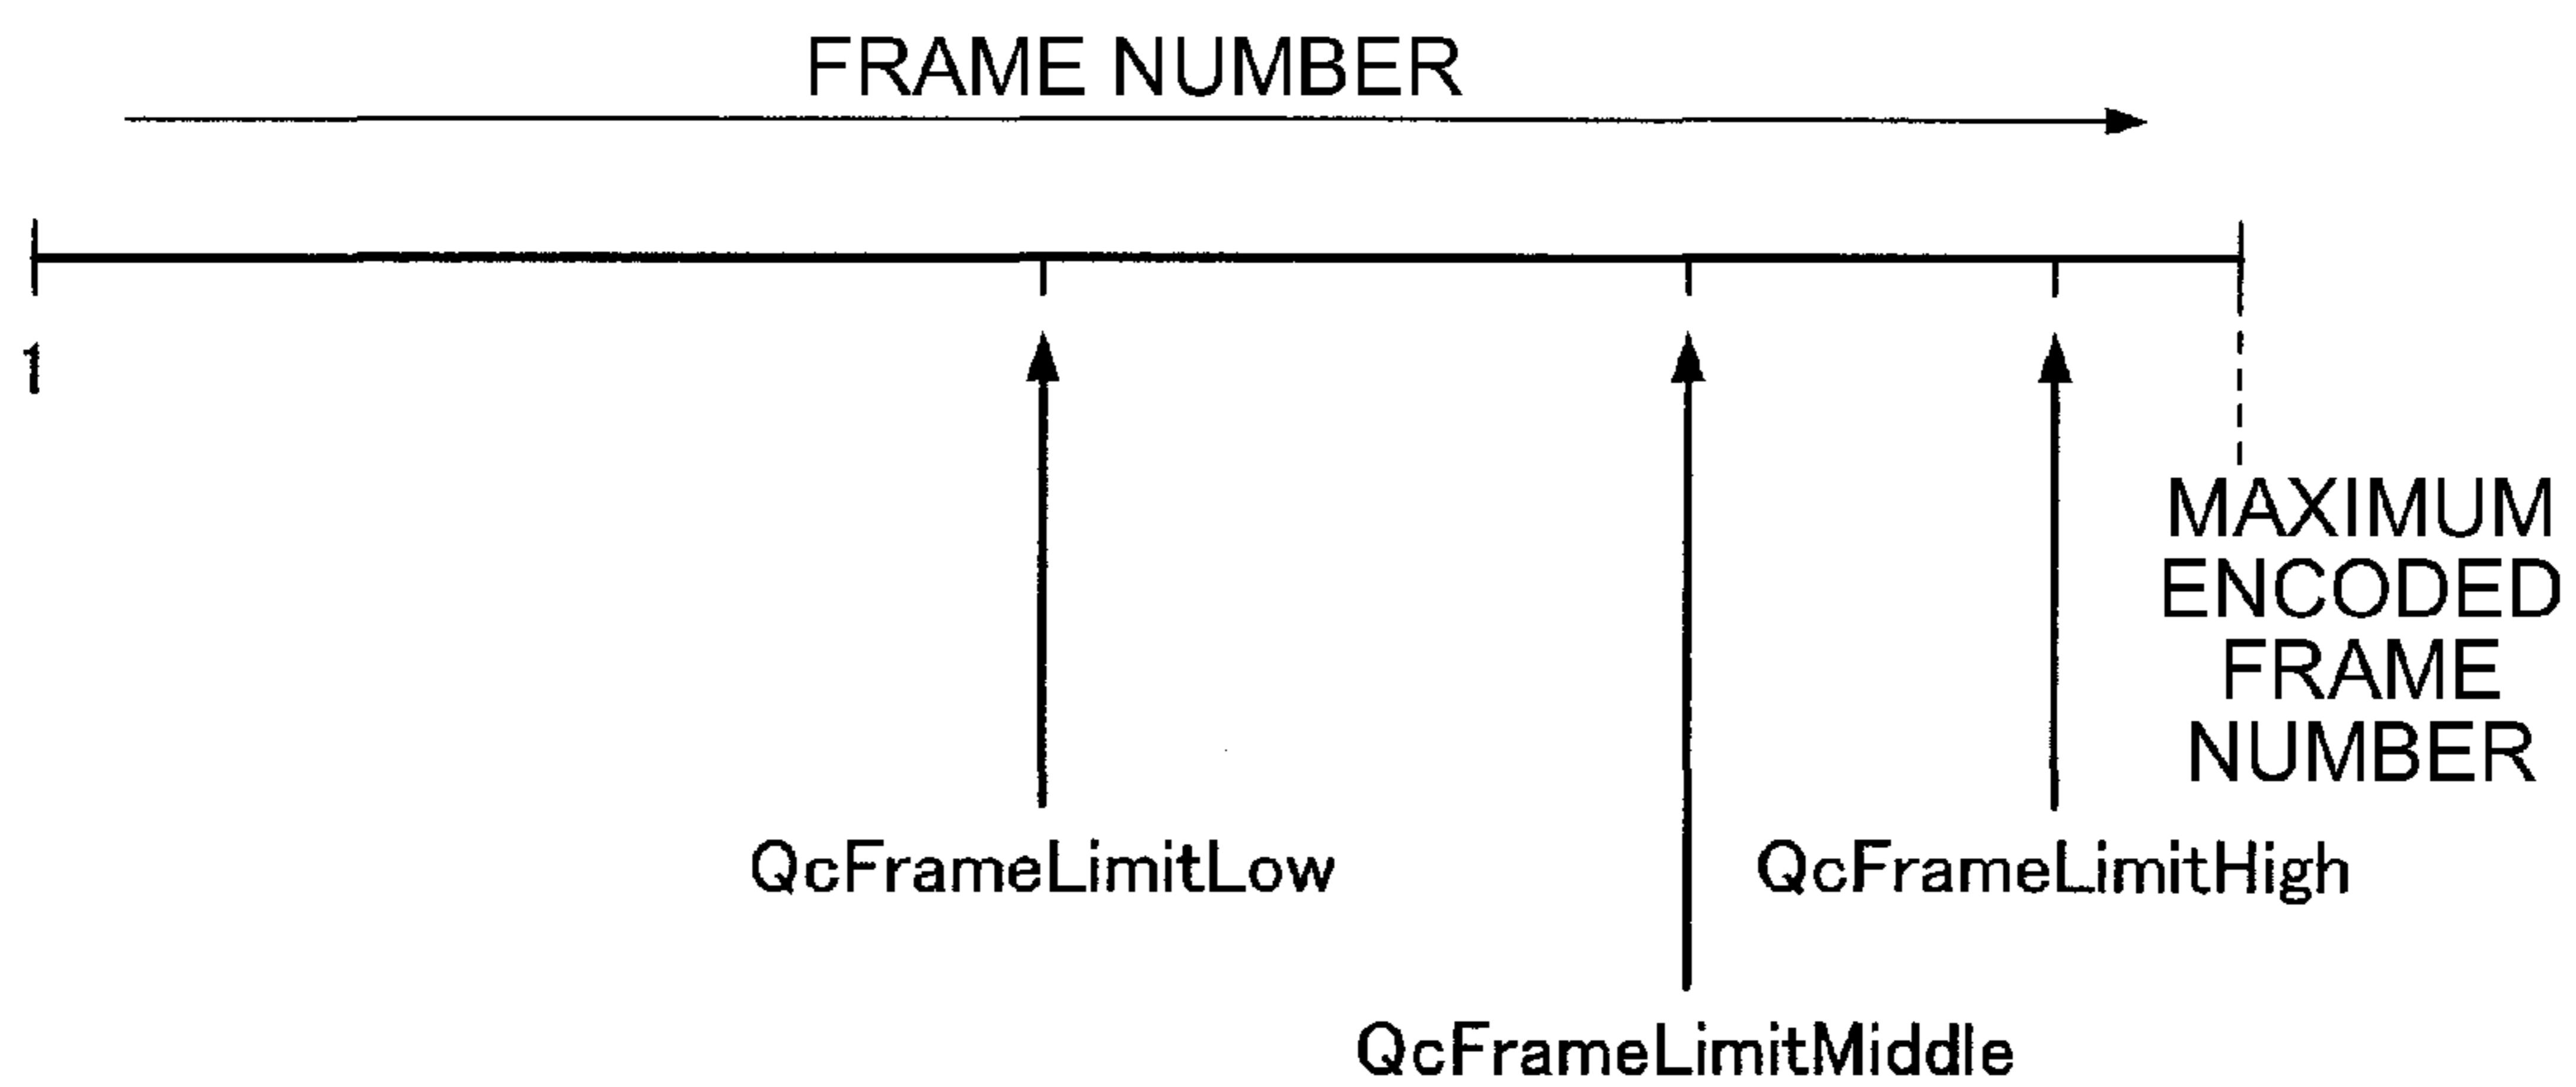 FRAME NUMBER
1
MAXIMUM
ENCODED
FRAME
NUMBER
QcFrameLimitLow
QcFrameLimitHigh
QcFrameLimitMiddle